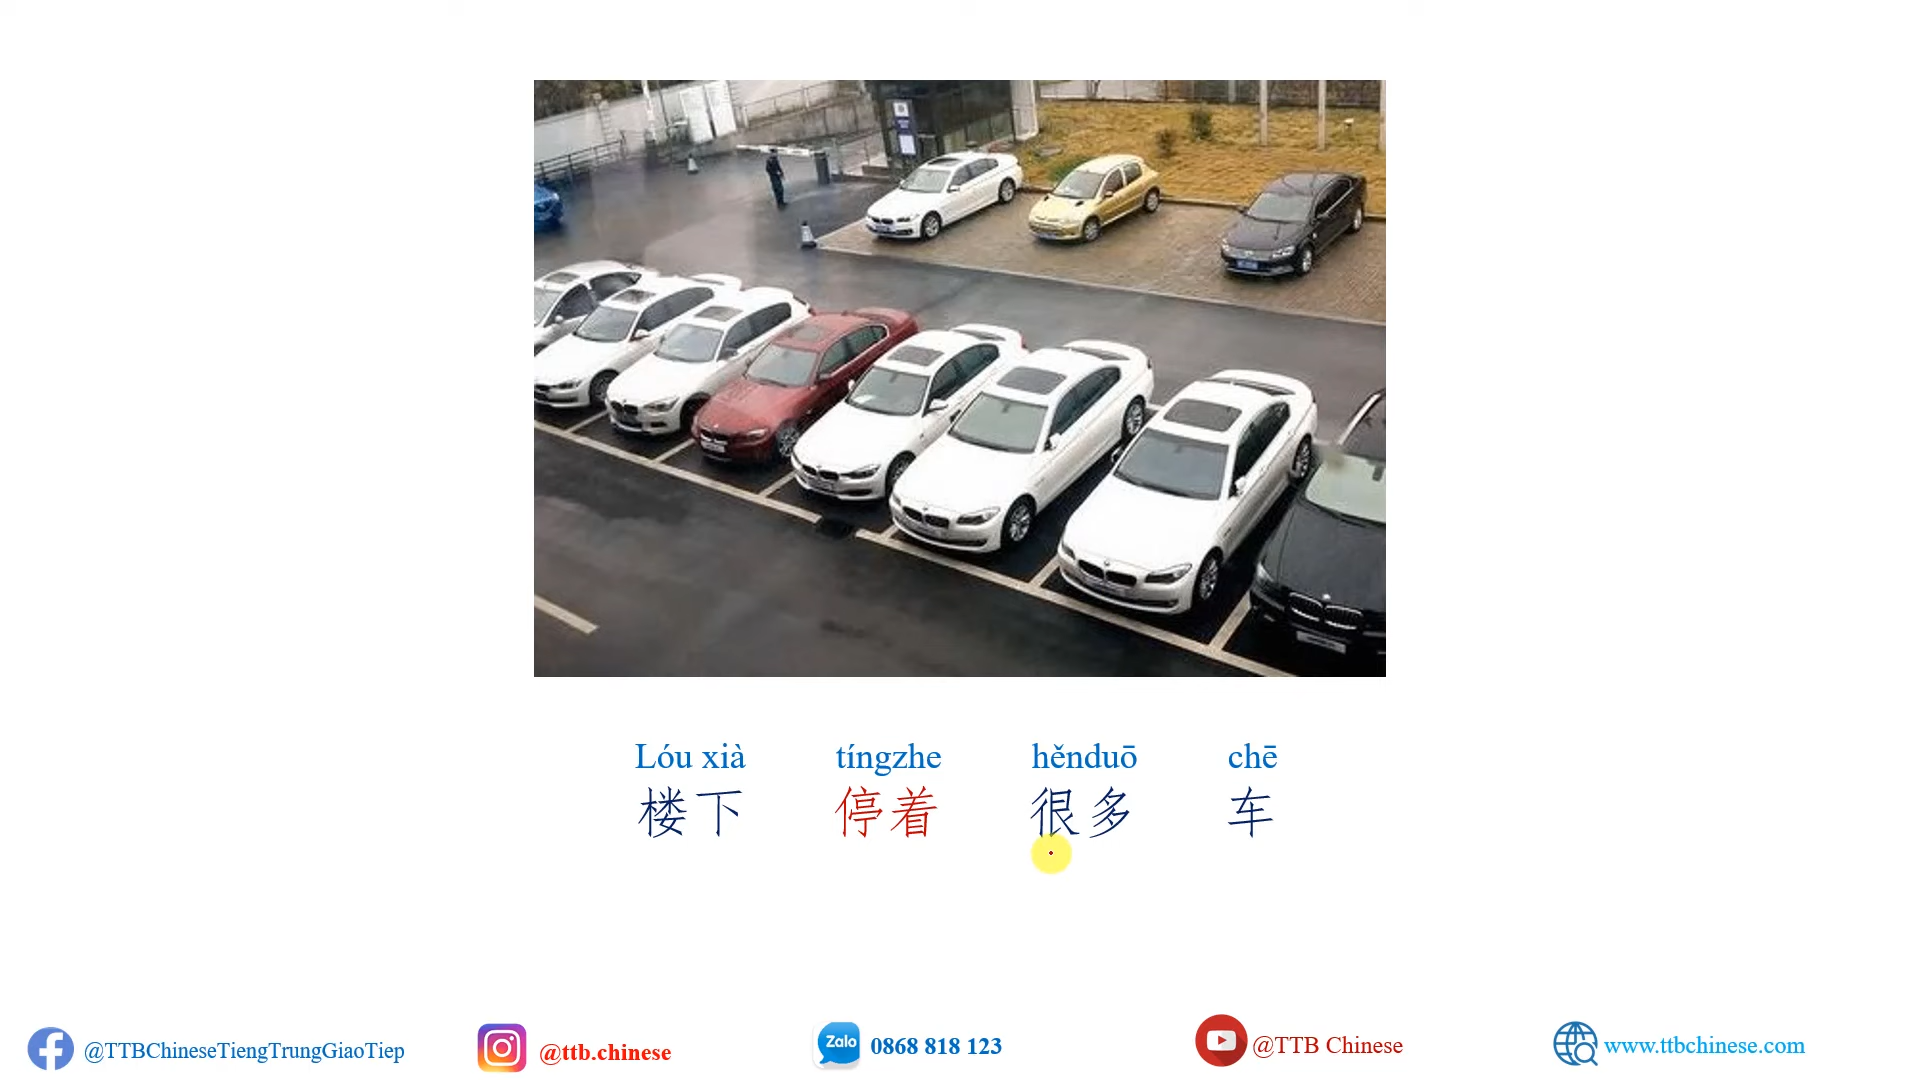 Lóu xià tíngzhe hěnduō chē
楼下 停着 很多 车
@TTBChineseTiengTrungGiaoTiep @ttb.chinese Zalo 0868 818 123 @TTB Chinese www.ttbchinese.com